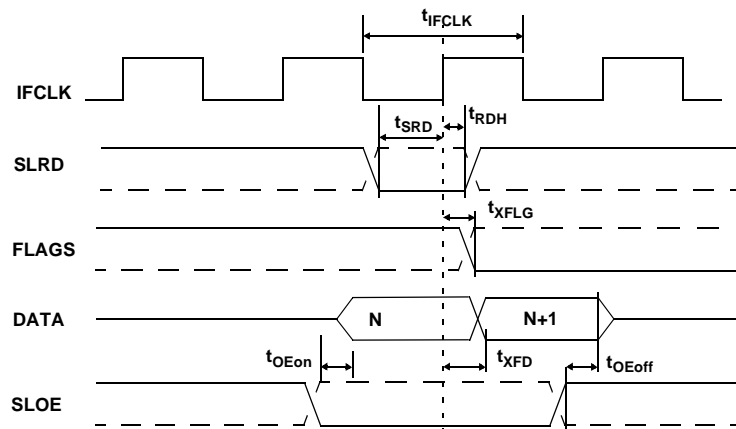 tIFCLK
IFCLK
tSRD
tRDH
SLRD
tXFLG
FLAGS
DATA
N
N+1
tOEon
tXFD
tOEoff
SLOE